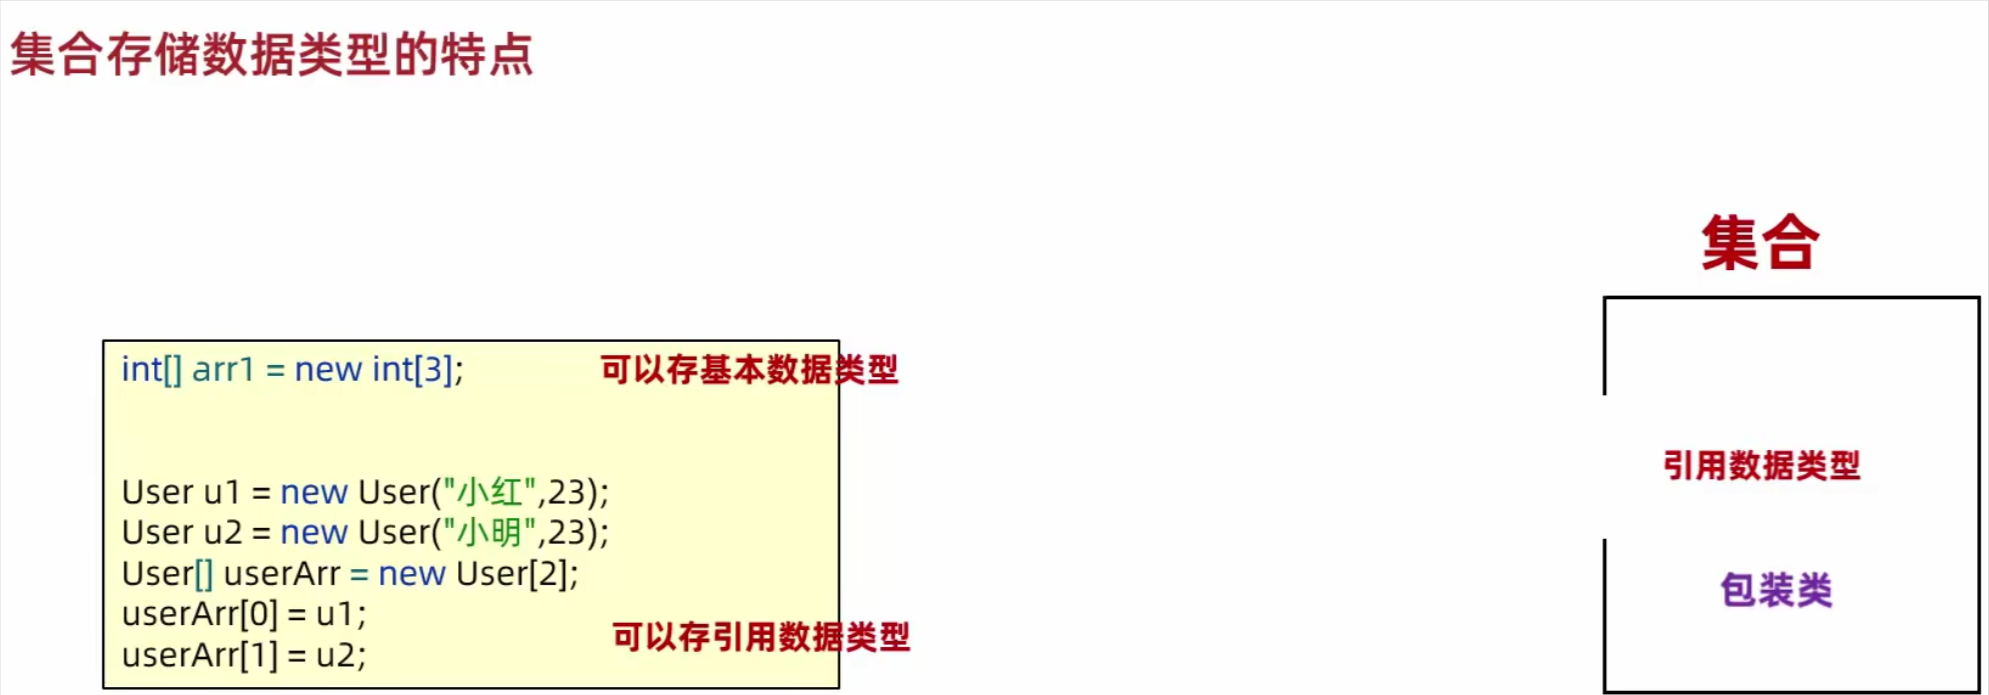 集合存储数据类型的特点
集合
int[] arr1 = new int[3];
可以存基本数据类型
User u1 = new User("小红",23);
User u2 = new User("小明",23);
User[] userArr = new User[2];
userArr[0] = u1;
userArr[1] = u2;
可以存引用数据类型
引用数据类型
包装类